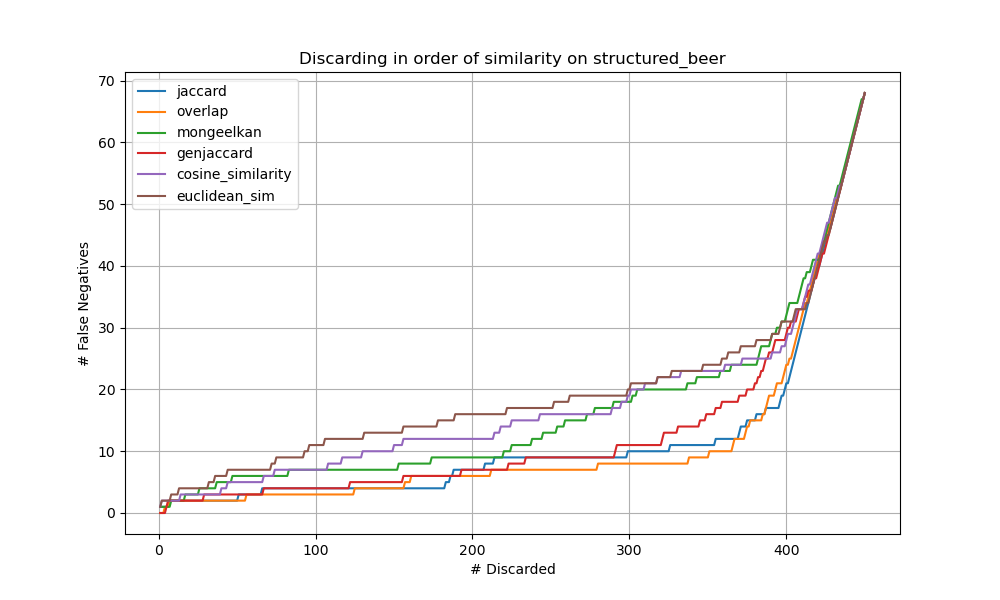 Discarding in order of similarity on structured_beer
70
60
50
40
30
20
10
0
# False Negatives
jaccard
overlap
mongeelkan
genjaccard
cosine_similarity
euclidean_sim
0 100 200 300 400
# Discarded